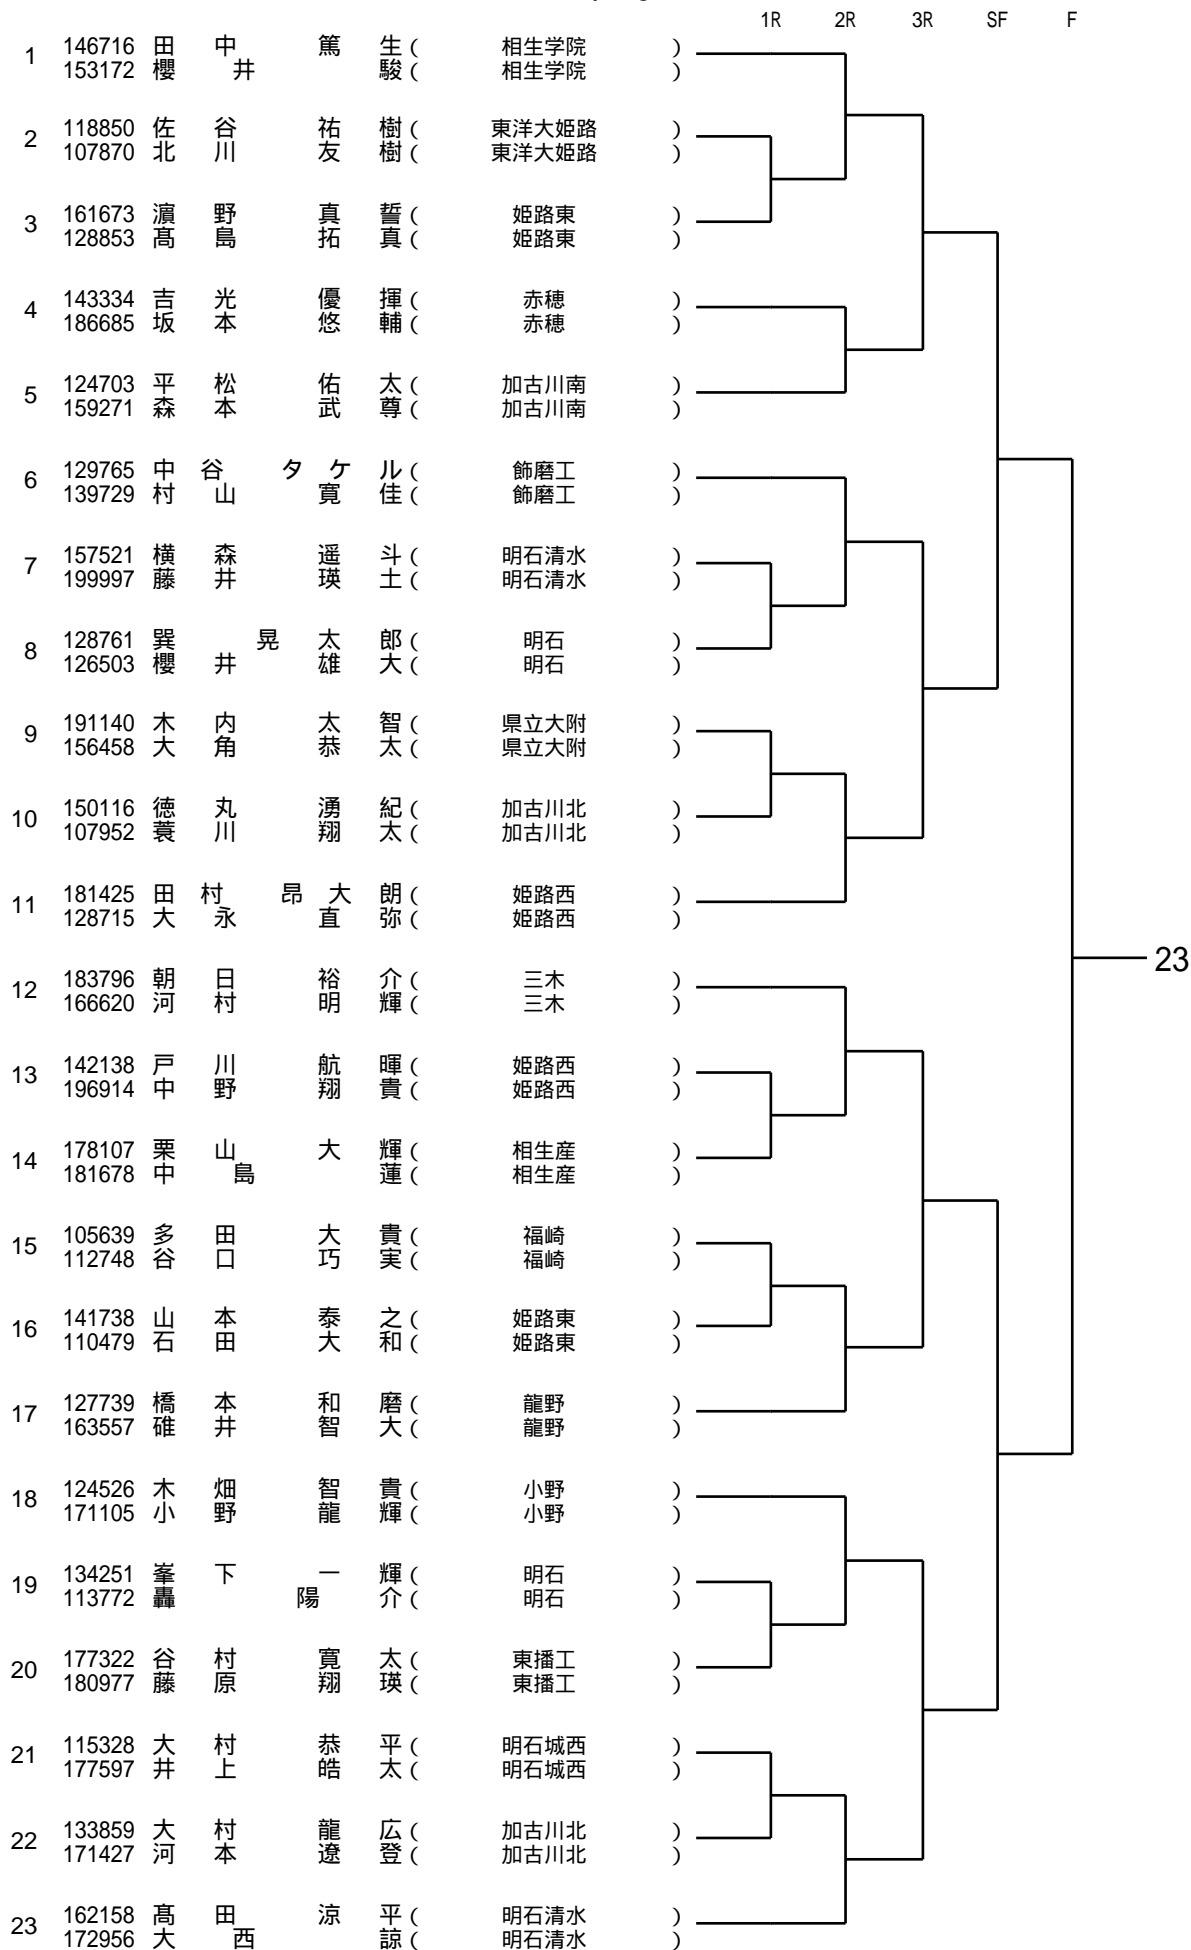 1R 2R 3R SF F
1 146716 田中 篤生 ( 相生学院 )
153172 櫻井 駿 ( 相生学院 )
2 118850 佐谷 祐樹 ( 東洋大姫路 )
107870 北川 友樹 ( 東洋大姫路 )
3 161673 濵野 真誓 ( 姫路東 )
128853 髙島 拓真 ( 姫路東 )
4 143334 吉光 優揮 ( 赤穂 )
186685 坂本 悠輔 ( 赤穂 )
5 124703 平松 佑太 ( 加古川南 )
159271 森本 武尊 ( 加古川南 )
6 129765 中谷 タケル ( 飾磨工 )
139729 村山 寛佳 ( 飾磨工 )
7 157521 横森 遥斗 ( 明石清水 )
199997 藤井 瑛士 ( 明石清水 )
8 128761 巽 晃太郎 ( 明石 )
126503 櫻井 雄大 ( 明石 )
9 191140 木内 太智 ( 県立大附 )
156458 大角 恭太 ( 県立大附 )
10 150116 徳丸 湧紀 ( 加古川北 )
107952 蓑川 翔太 ( 加古川北 )
11 181425 田村 昂大朗 ( 姫路西 )
128715 大永 直弥 ( 姫路西 )
12 183796 朝日 裕介 ( 三木 )
166620 河村 明輝 ( 三木 )
13 142138 戸川 航暉 ( 姫路西 )
196914 中野 翔貴 ( 姫路西 )
14 178107 栗山 大輝 ( 相生産 )
181678 中島 蓮 ( 相生産 )
15 105639 多田 大貴 ( 福崎 )
112748 谷口 巧実 ( 福崎 )
16 141738 山本 泰之 ( 姫路東 )
110479 石田 大和 ( 姫路東 )
17 127739 橋本 和磨 ( 龍野 )
163557 碓井 智大 ( 龍野 )
18 124526 木畑 智貴 ( 小野 )
171105 小野 龍輝 ( 小野 )
19 134251 峯下 一輝 ( 明石 )
113772 轟 陽介 ( 明石 )
20 177322 谷村 寛太 ( 東播工 )
180977 藤原 翔瑛 ( 東播工 )
21 115328 大村 恭平 ( 明石城西 )
177597 井上 皓太 ( 明石城西 )
22 133859 大村 龍広 ( 加古川北 )
171427 河本 遼登 ( 加古川北 )
23 162158 髙田 涼平 ( 明石清水 )
172956 大西 諒 ( 明石清水 )
23